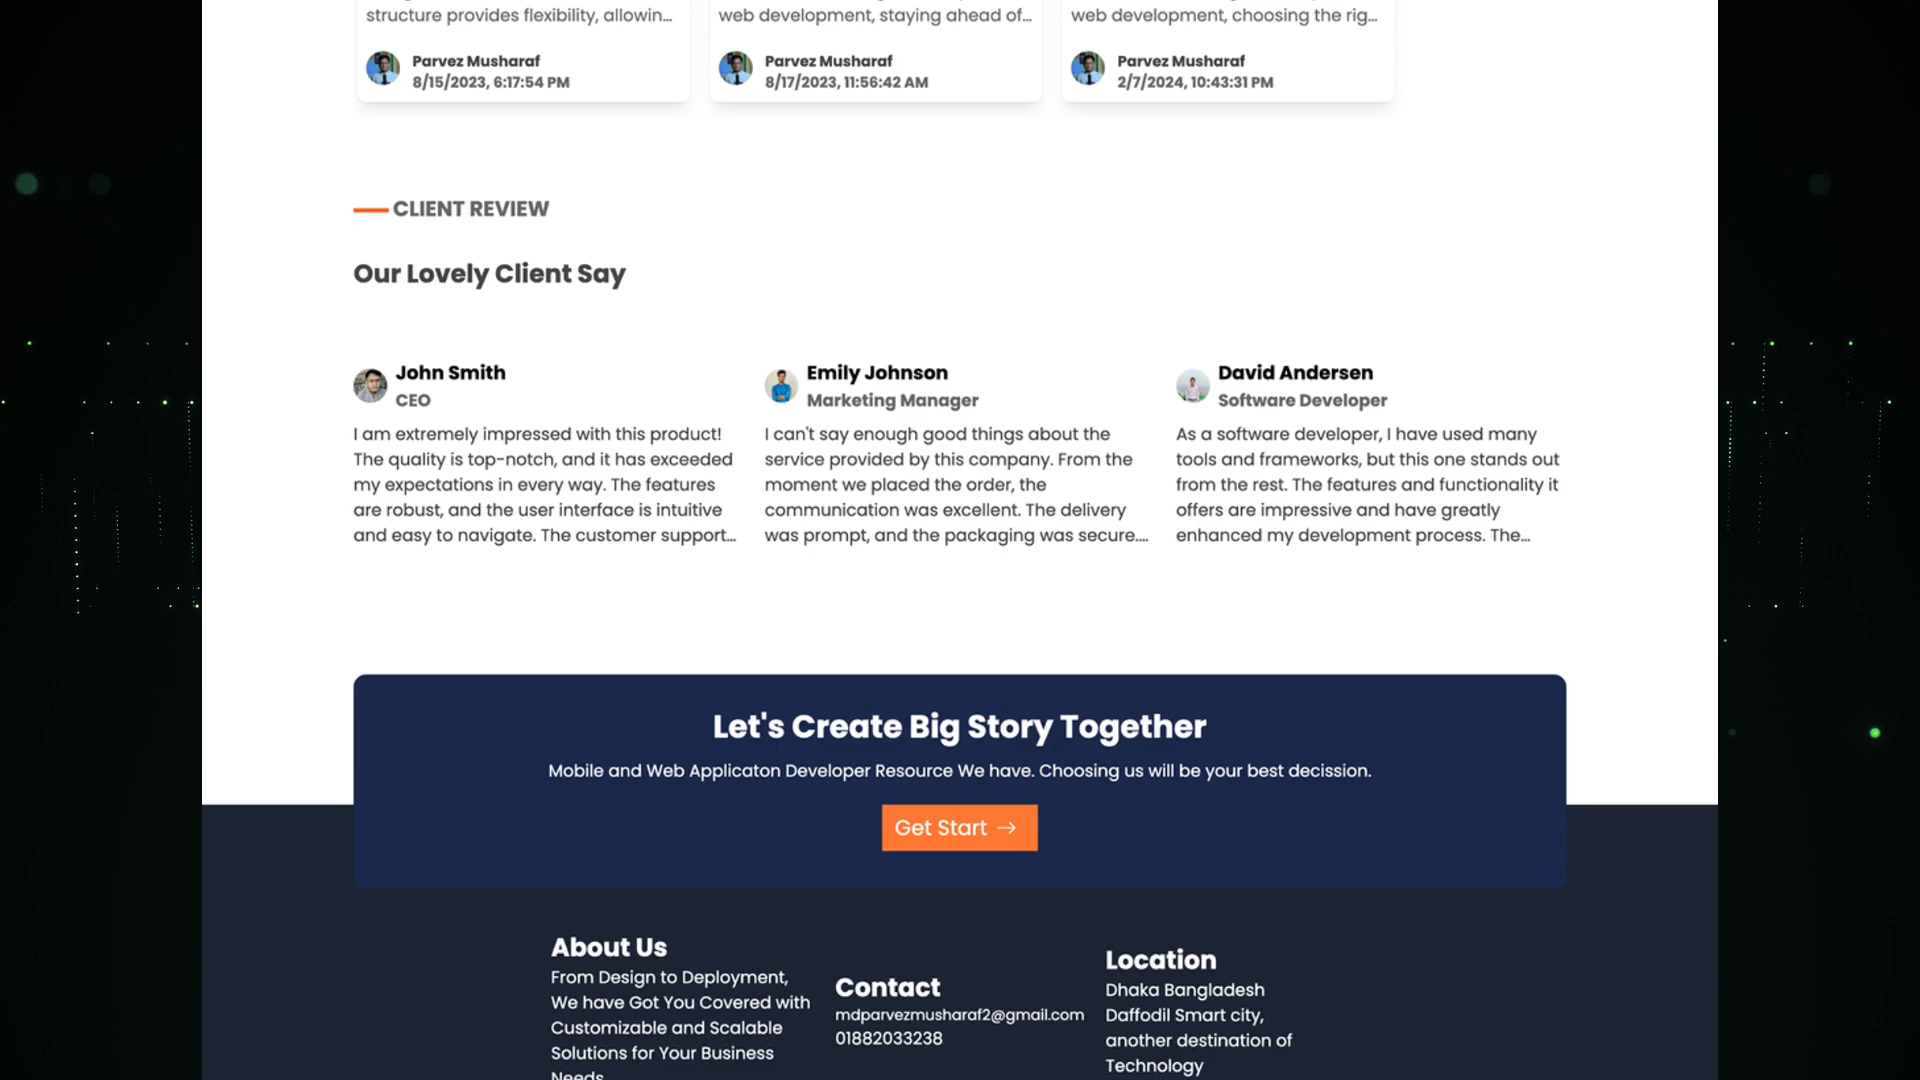 structure provides flexibility, allowin...
web development, staying ahead of...
web development, choosing the rig...
Parvez Musharaf
8/15/2023, 6:17:54 PM
Parvez Musharaf
8/17/2023, 11:56:42 AM
Parvez Musharaf
2/7/2024, 10:43:31 PM
CLIENT REVIEW
Our Lovely Client Say
John Smith
CEO
I am extremely impressed with this product!
The quality is top-notch, and it has exceeded
my expectations in every way. The features
are robust, and the user interface is intuitive
and easy to navigate. The customer support...
Emily Johnson
Marketing Manager
I can't say enough good things about the
service provided by this company. From the
moment we placed the order, the
communication was excellent. The delivery
was prompt, and the packaging was secure....
David Andersen
Software Developer
As a software developer, I have used many
tools and frameworks, but this one stands out
from the rest. The features and functionality it
offers are impressive and have greatly
enhanced my development process. The...
Let's Create Big Story Together
Mobile and Web Applicaton Developer Resource We have. Choosing us will be your best decission.
Get Start →
About Us
From Design to Deployment,
We have Got You Covered with
Customizable and Scalable
Solutions for Your Business
Needs
Contact
mdparvezmusharaf2@gmail.com
01882033238
Location
Dhaka Bangladesh
Daffodil Smart city,
another destination of
Technology